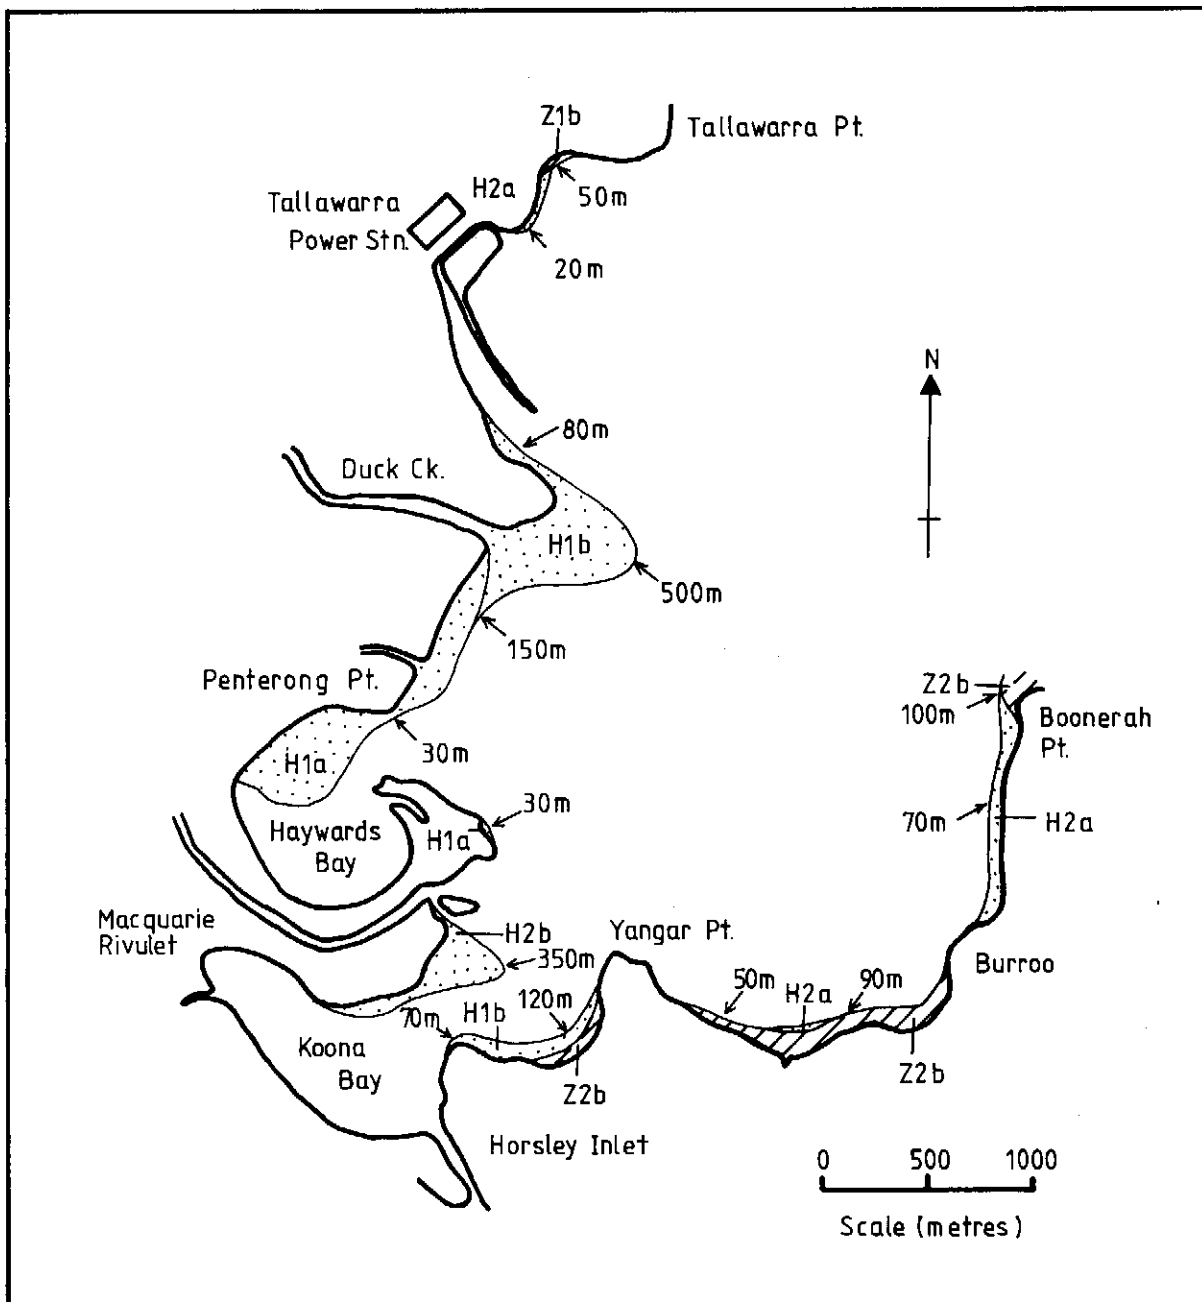 Z1b
Tallawarra Pt.
H2a
50m
Tallawarra
Power Stn.
20m
N
80m
Duck Ck.
H1b
500m
150m
Penterong Pt.
Z2b
100m
Boonerah
Pt.
30m
H1a
30m
70m
H2a
Haywards
Bay
H1a
Macquarie
Rivulet
H2b
350m
Yangar Pt.
Burroo
50m
H2a
90m
120m
70m
H1b
Koona
Bay
Z2b
Z2b
Horsley Inlet
0 500 1000
Scale (metres)